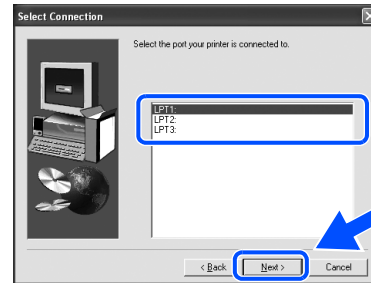 Select Connection
Select the port your printer is connected to.
LPT1:
LPT2:
LPT3:
< Back
Next >
Cancel